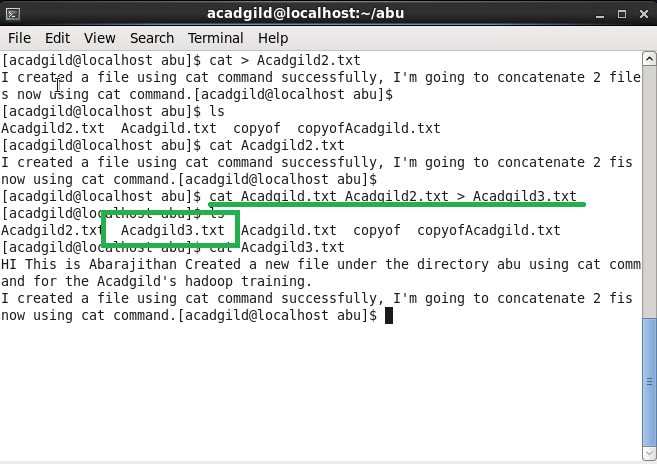 acadgild@localhost:~/abu
File Edit View Search Terminal Help
[acadgild@localhost abu]$ cat > Acadgild2.txt
I created a file using cat command successfully, I'm going to concatenate 2 file
s now using cat command.[acadgild@localhost abu]$
[acadgild@localhost abu]$ ls
Acadgild2.txt  Acadgild.txt  copyof  copyofAcadgild.txt
[acadgild@localhost abu]$ cat Acadgild2.txt
I created a file using cat command successfully, I'm going to concatenate 2 fis
now using cat command.[acadgild@localhost abu]$
[acadgild@localhost abu]$ cat Acadgild.txt Acadgild2.txt > Acadgild3.txt
[acadgild@localhost abu]$ ls
Acadgild2.txt  Acadgild3.txt  Acadgild.txt  copyof  copyofAcadgild.txt
[acadgild@localhost abu]$ cat Acadgild3.txt
HI This is Abarajithan Created a new file under the directory abu using cat comm
and for the Acadgild's hadoop training.
I created a file using cat command successfully, I'm going to concatenate 2 fis
now using cat command.[acadgild@localhost abu]$